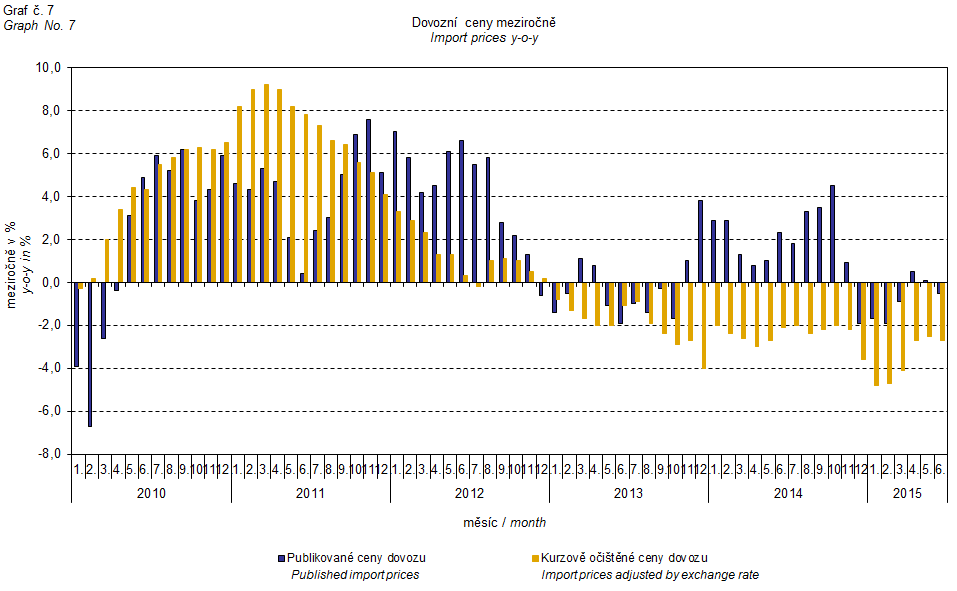 Graf č. 7
Graph No. 7
Dovozní ceny meziročně
Import prices y-o-y
10,0
8,0
6,0
4,0
2,0
0,0
-2,0
-4,0
-6,0
-8,0
meziročně v %
y-o-y in %
1. 2. 3. 4. 5. 6. 7. 8. 9. 10 11 12 1. 2. 3. 4. 5. 6. 7. 8. 9. 10 11 12 1. 2. 3. 4. 5. 6. 7. 8. 9. 10 11 12 1. 2. 3. 4. 5. 6. 7. 8. 9. 10 11 12 1. 2. 3. 4. 5. 6. 7. 8. 9. 10 11 12 1. 2. 3. 4. 5. 6.
2010 2011 2012 2013 2014 2015
měsíc / month
Publikované ceny dovozu Kurzově očištěné ceny dovozu
Published import prices Import prices adjusted by exchange rate